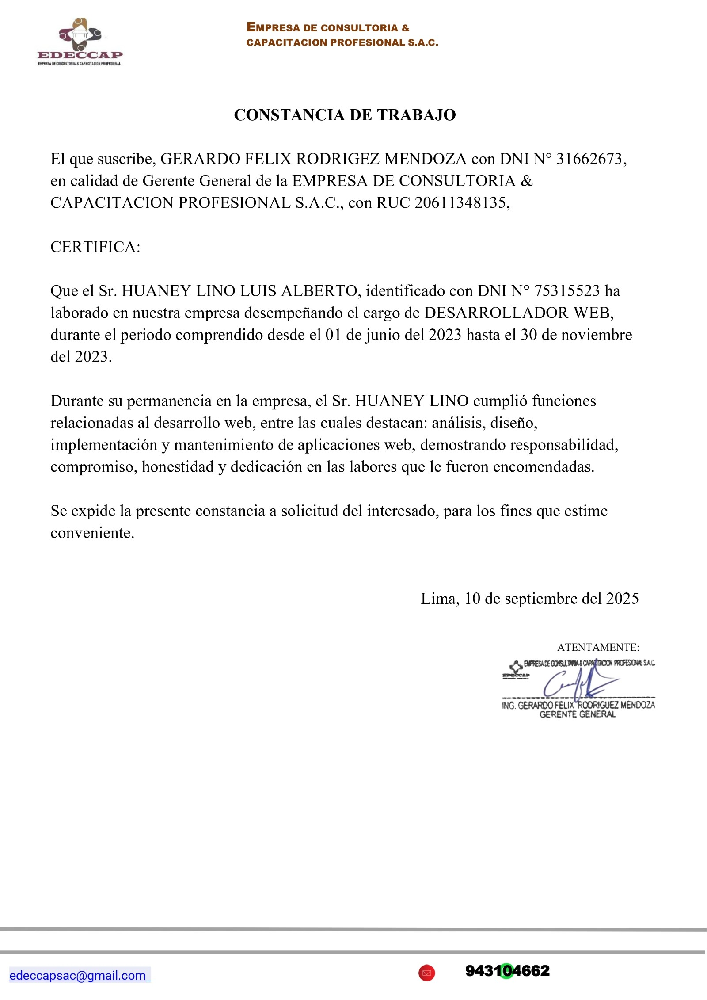 EDECCAP
EMPRESA DE CONSULTORIA & CAPACITACION PROFESIONAL
EMPRESA DE CONSULTORIA &
CAPACITACION PROFESIONAL S.A.C.
CONSTANCIA DE TRABAJO
El que suscribe, GERARDO FELIX RODRIGEZ MENDOZA con DNI N° 31662673,
en calidad de Gerente General de la EMPRESA DE CONSULTORIA &
CAPACITACION PROFESIONAL S.A.C., con RUC 20611348135,
CERTIFICA:
Que el Sr. HUANEY LINO LUIS ALBERTO, identificado con DNI N° 75315523 ha
laborado en nuestra empresa desempeñando el cargo de DESARROLLADOR WEB,
durante el periodo comprendido desde el 01 de junio del 2023 hasta el 30 de noviembre
del 2023.
Durante su permanencia en la empresa, el Sr. HUANEY LINO cumplió funciones
relacionadas al desarrollo web, entre las cuales destacan: análisis, diseño,
implementación y mantenimiento de aplicaciones web, demostrando responsabilidad,
compromiso, honestidad y dedicación en las labores que le fueron encomendadas.
Se expide la presente constancia a solicitud del interesado, para los fines que estime
conveniente.
Lima, 10 de septiembre del 2025
ATENTAMENTE:
EMPRESA DE CONSULTARIA & CAPACITACION PROFESIONAL S.A.C.
EDECCAP
ING. GERARDO FELIX RODRIGUEZ MENDOZA
GERENTE GENERAL
edeccapsac@gmail.com
943104662